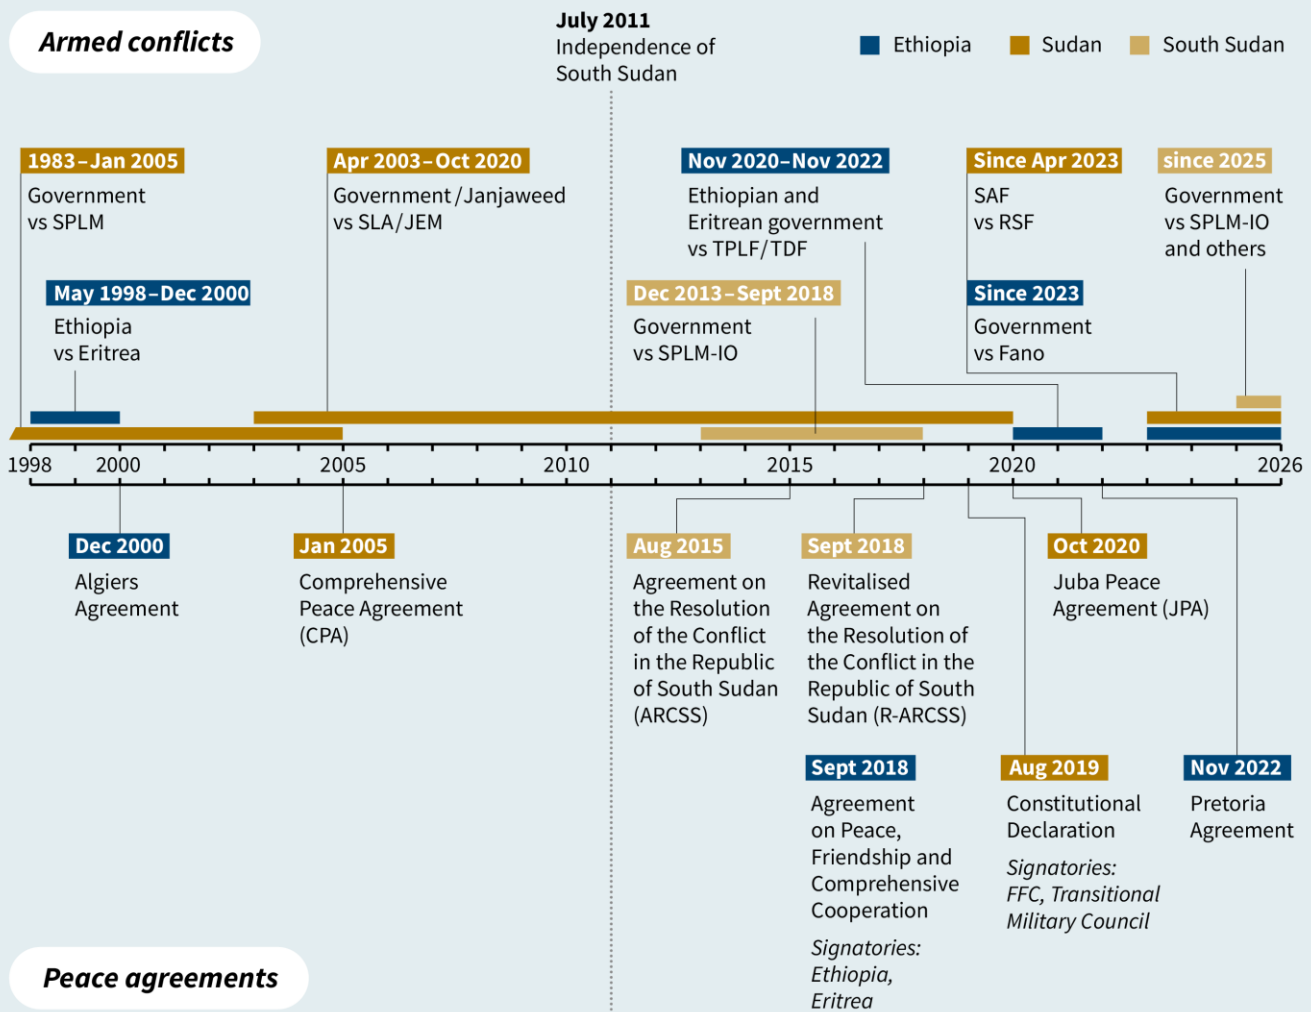 Armed conflicts
July 2011
Independence of
South Sudan
Ethiopia
Sudan
South Sudan
1983–Jan 2005
Government
vs SPLM
Apr 2003–Oct 2020
Government/Janjaweed
vs SLA/JEM
Nov 2020–Nov 2022
Ethiopian and
Eritrean government
vs TPLF/TDF
Since Apr 2023
SAF
vs RSF
since 2025
Government
vs SPLM-IO
and others
May 1998–Dec 2000
Ethiopia
vs Eritrea
Dec 2013–Sept 2018
Government
vs SPLM-IO
Since 2023
Government
vs Fano
1998
2000
2005
2010
2015
2020
2026
Dec 2000
Algiers
Agreement
Jan 2005
Comprehensive
Peace Agreement
(CPA)
Aug 2015
Agreement on
the Resolution
of the Conflict
in the Republic
of South Sudan
(ARCSS)
Sept 2018
Revitalised
Agreement on
the Resolution of
the Conflict in the
Republic of South
Sudan (R-ARCSS)
Oct 2020
Juba Peace
Agreement (JPA)
Sept 2018
Agreement
on Peace,
Friendship and
Comprehensive
Cooperation
Signatories:
Ethiopia,
Eritrea
Aug 2019
Constitutional
Declaration
Signatories:
FFC, Transitional
Military Council
Nov 2022
Pretoria
Agreement
Peace agreements